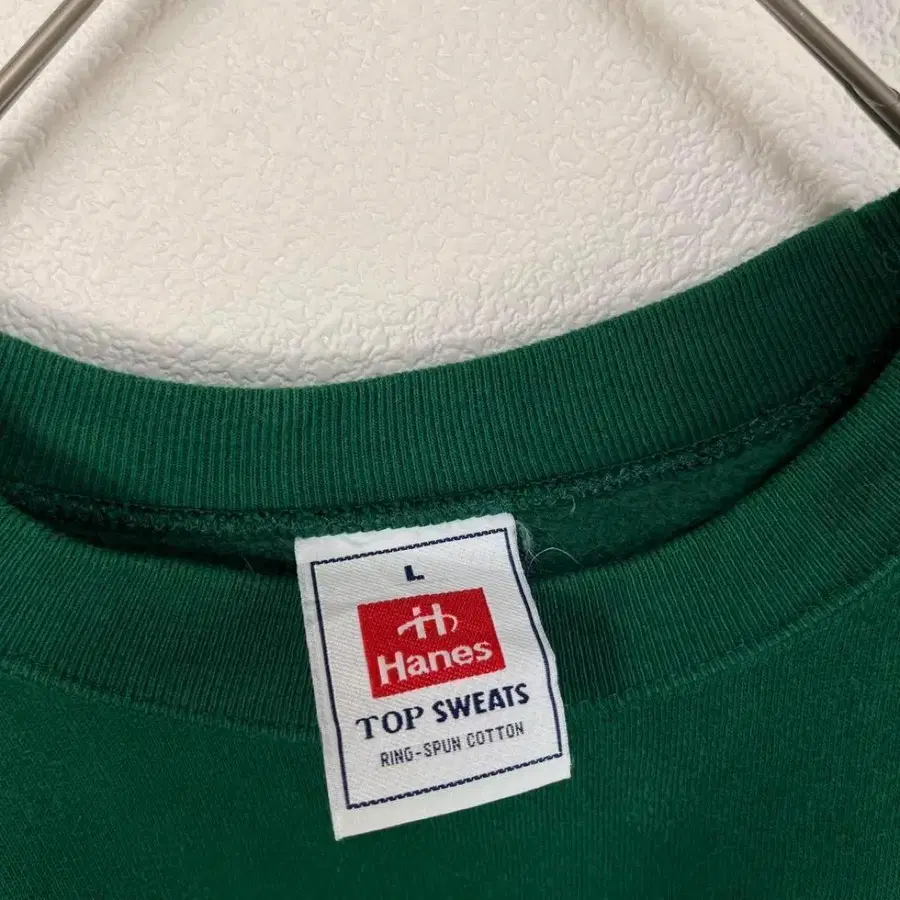 L
Hanes
TOP SWEATS
RING-SPUN COTTON